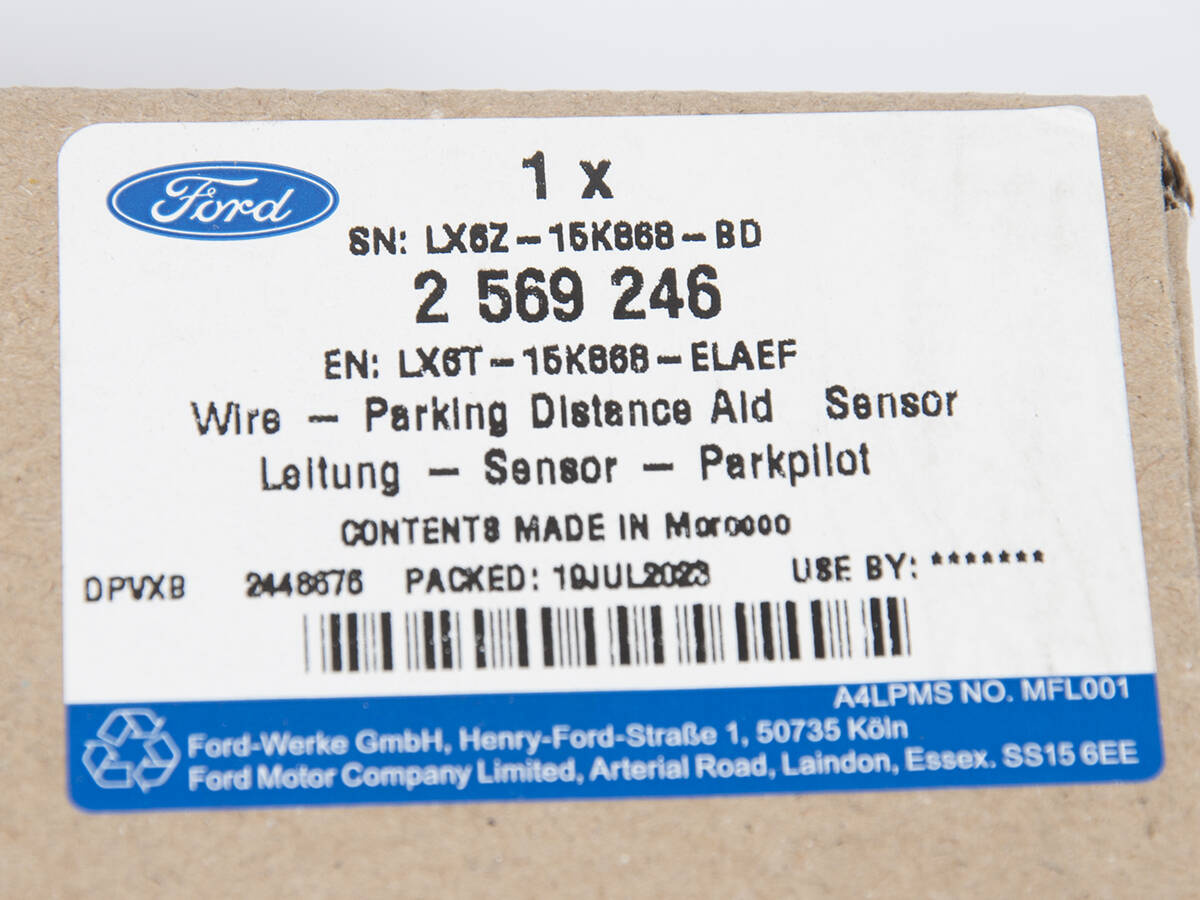 Ford
1 x
SN: LX6Z-15K868-BD
2 569 246
EN: LX6T-15K868-ELAEF
Wire - Parking Distance Aid Sensor
Leitung - Sensor - Parkpilot
CONTENTS MADE IN Morocco
DPVXB 2448676 PACKED: 19JUL2023 USE BY: *******
A4LPMS NO. MFL001
Ford-Werke GmbH, Henry-Ford-Straße 1, 50735 Köln
Ford Motor Company Limited, Arterial Road, Laindon, Essex. SS15 6EE